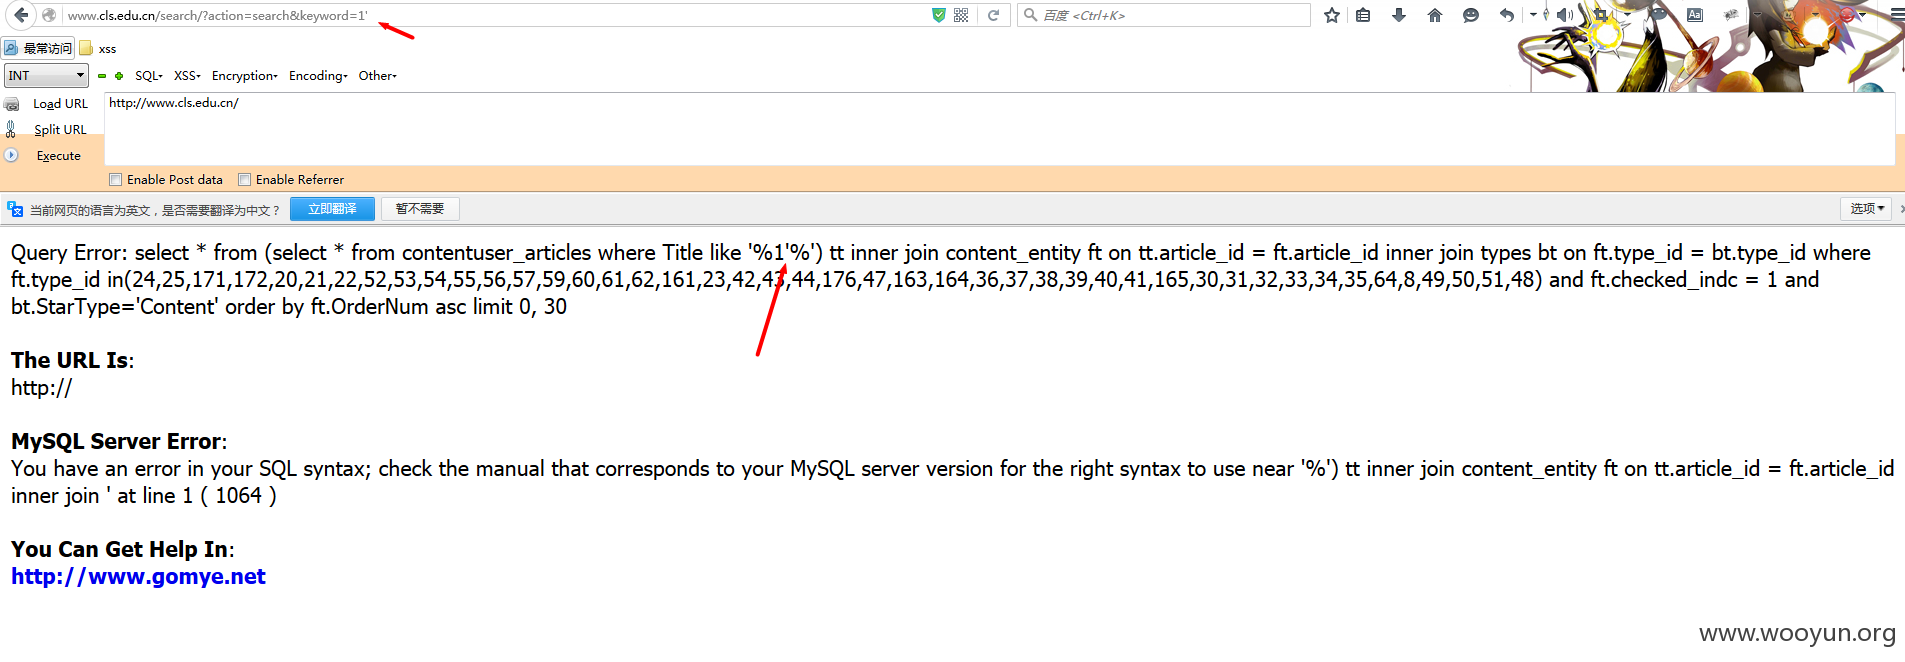 www.cls.edu.cn/search/?action=search&keyword=1'
百度 <Ctrl+K>
最常访问 xss
INT SQL XSS Encryption Encoding Other
Load URL http://www.cls.edu.cn/
Split URL
Execute
Enable Post data Enable Referrer
当前网页的语言为英文，是否需要翻译为中文？ 立即翻译 暂不需要 选项
Query Error: select * from (select * from contentuser_articles where Title like '%1'%') tt inner join content_entity ft on tt.article_id = ft.article_id inner join types bt on ft.type_id = bt.type_id where
ft.type_id in(24,25,171,172,20,21,22,52,53,54,55,56,57,59,60,61,62,161,23,42,43,44,176,47,163,164,36,37,38,39,40,41,165,30,31,32,33,34,35,64,8,49,50,51,48) and ft.checked_indc = 1 and
bt.StarType='Content' order by ft.OrderNum asc limit 0, 30
The URL Is:
http://
MySQL Server Error:
You have an error in your SQL syntax; check the manual that corresponds to your MySQL server version for the right syntax to use near '%') tt inner join content_entity ft on tt.article_id = ft.article_id
inner join ' at line 1 ( 1064 )
You Can Get Help In:
http://www.gomye.net
www.wooyun.org